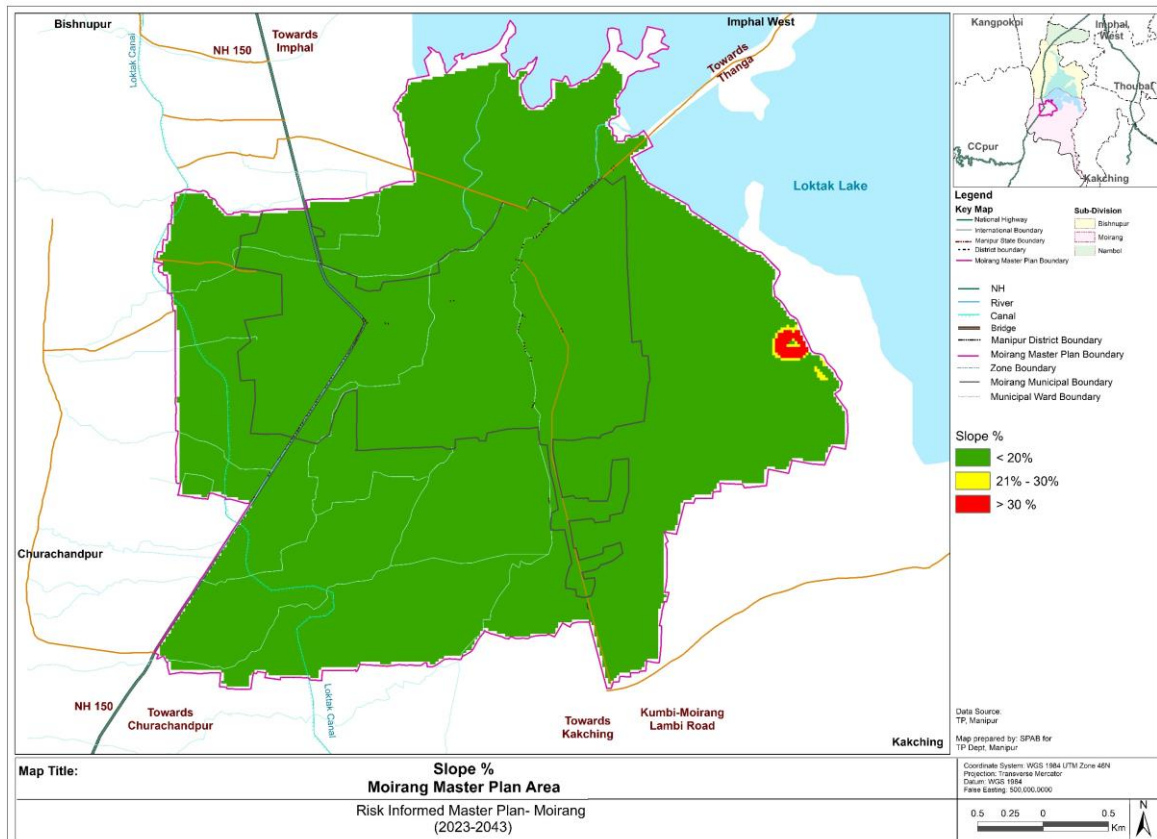 Bishnupur
NH 150
Towards
Imphal
Loktak Canal
Imphal West
Towards
Thanga
Loktak Lake
Churachandpur
NH 150
Towards
Churachandpur
Loktak Canal
Towards
Kakching
Kumbi-Moirang
Lambi Road
Kakching
Kangpokpi
Imphal
West
Thoubal
CCpur
Kakching
Legend
Key Map
National Highway
International Boundary
Manipur State Boundary
District boundary
Moirang Master Plan Boundary
Sub-Division
Bishnupur
Moirang
Nambol
NH
River
Canal
Bridge
Manipur District Boundary
Moirang Master Plan Boundary
Zone Boundary
Moirang Municipal Boundary
Municipal Ward Boundary
Slope %
< 20%
21% - 30%
> 30 %
Data Source:
TP, Manipur
Map prepared by: SPAB for
TP Dept, Manipur
Map Title:
Slope %
Moirang Master Plan Area
Risk Informed Master Plan- Moirang
(2023-2043)
Coordinate System: WGS 1984 UTM Zone 46N
Projection: Transverse Mercator
Datum: WGS 1984
False Easting: 500,000.0000
0.5 0.25 0 0.5
Km
N